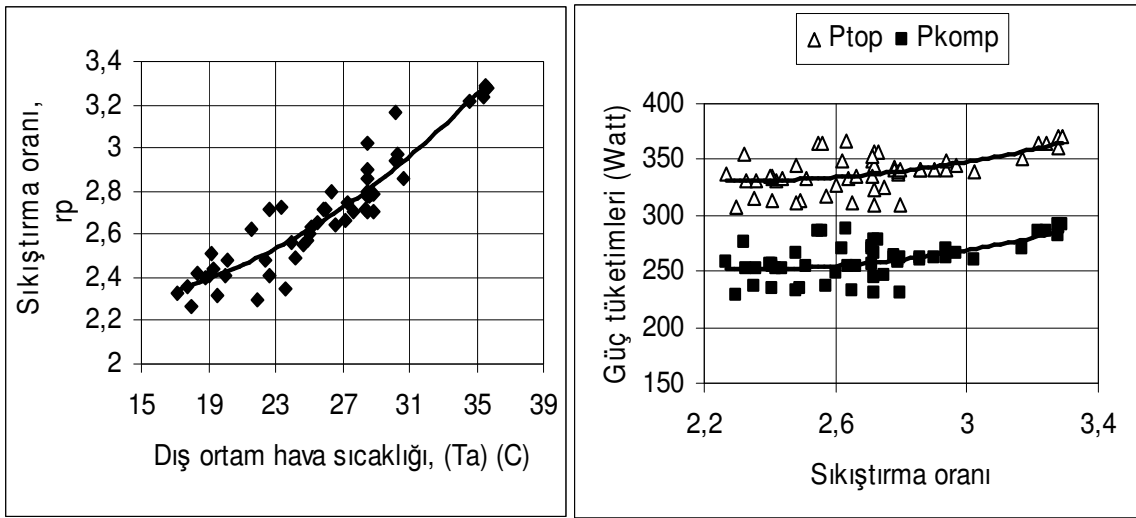 Sıkıştırma oranı,
rp
3,4
3,2
3
2,8
2,6
2,4
2,2
2
15 19 23 27 31 35 39
Dış ortam hava sıcaklığı, (Ta) (C)
Ptop Pkomp
Güç tüketimleri (Watt)
400
350
300
250
200
150
2,2 2,6 3 3,4
Sıkıştırma oranı